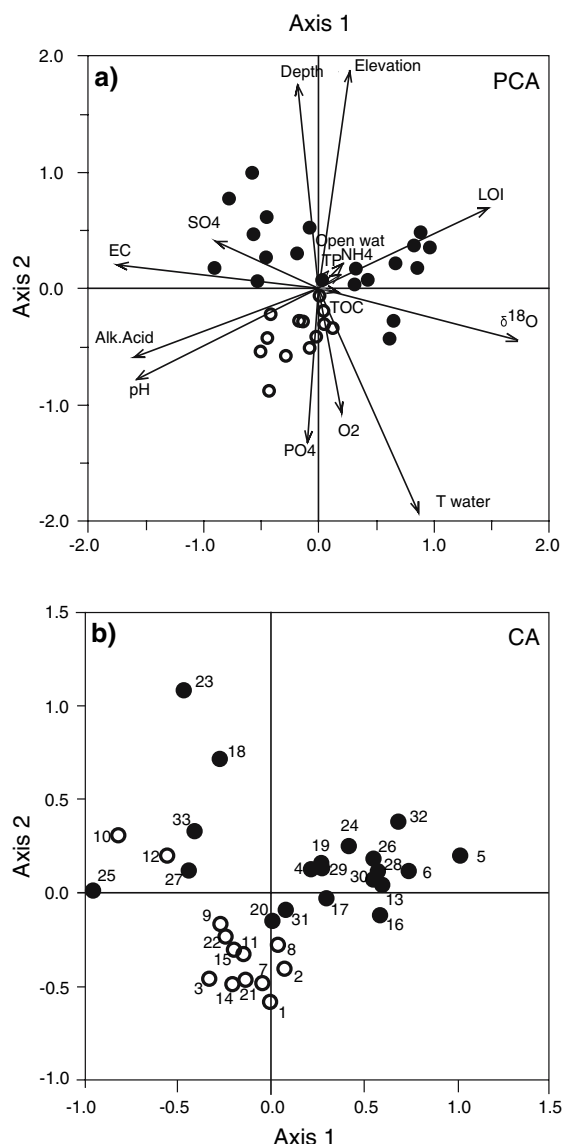 Axis 1
2.0
a)
PCA
Depth
Elevation
1.0
LOI
SO4
Open wat
EC
TP
NH4
Axis 2
0.0
TOC
δ18O
Alk.Acid
pH
-1.0
O2
PO4
T water
-2.0
-2.0 -1.0 0.0 1.0 2.0
1.5
b)
CA
23
1.0
18
Axis 2
0.5
33
32
10
24
19
26
12
4
29
28
5
25
27
30
6
0.0
13
20
31
17
16
9
22
11
8
15
7
2
3
-0.5
14
21
1
-1.0
-1.0 -0.5 0.0 0.5 1.0 1.5
Axis 1